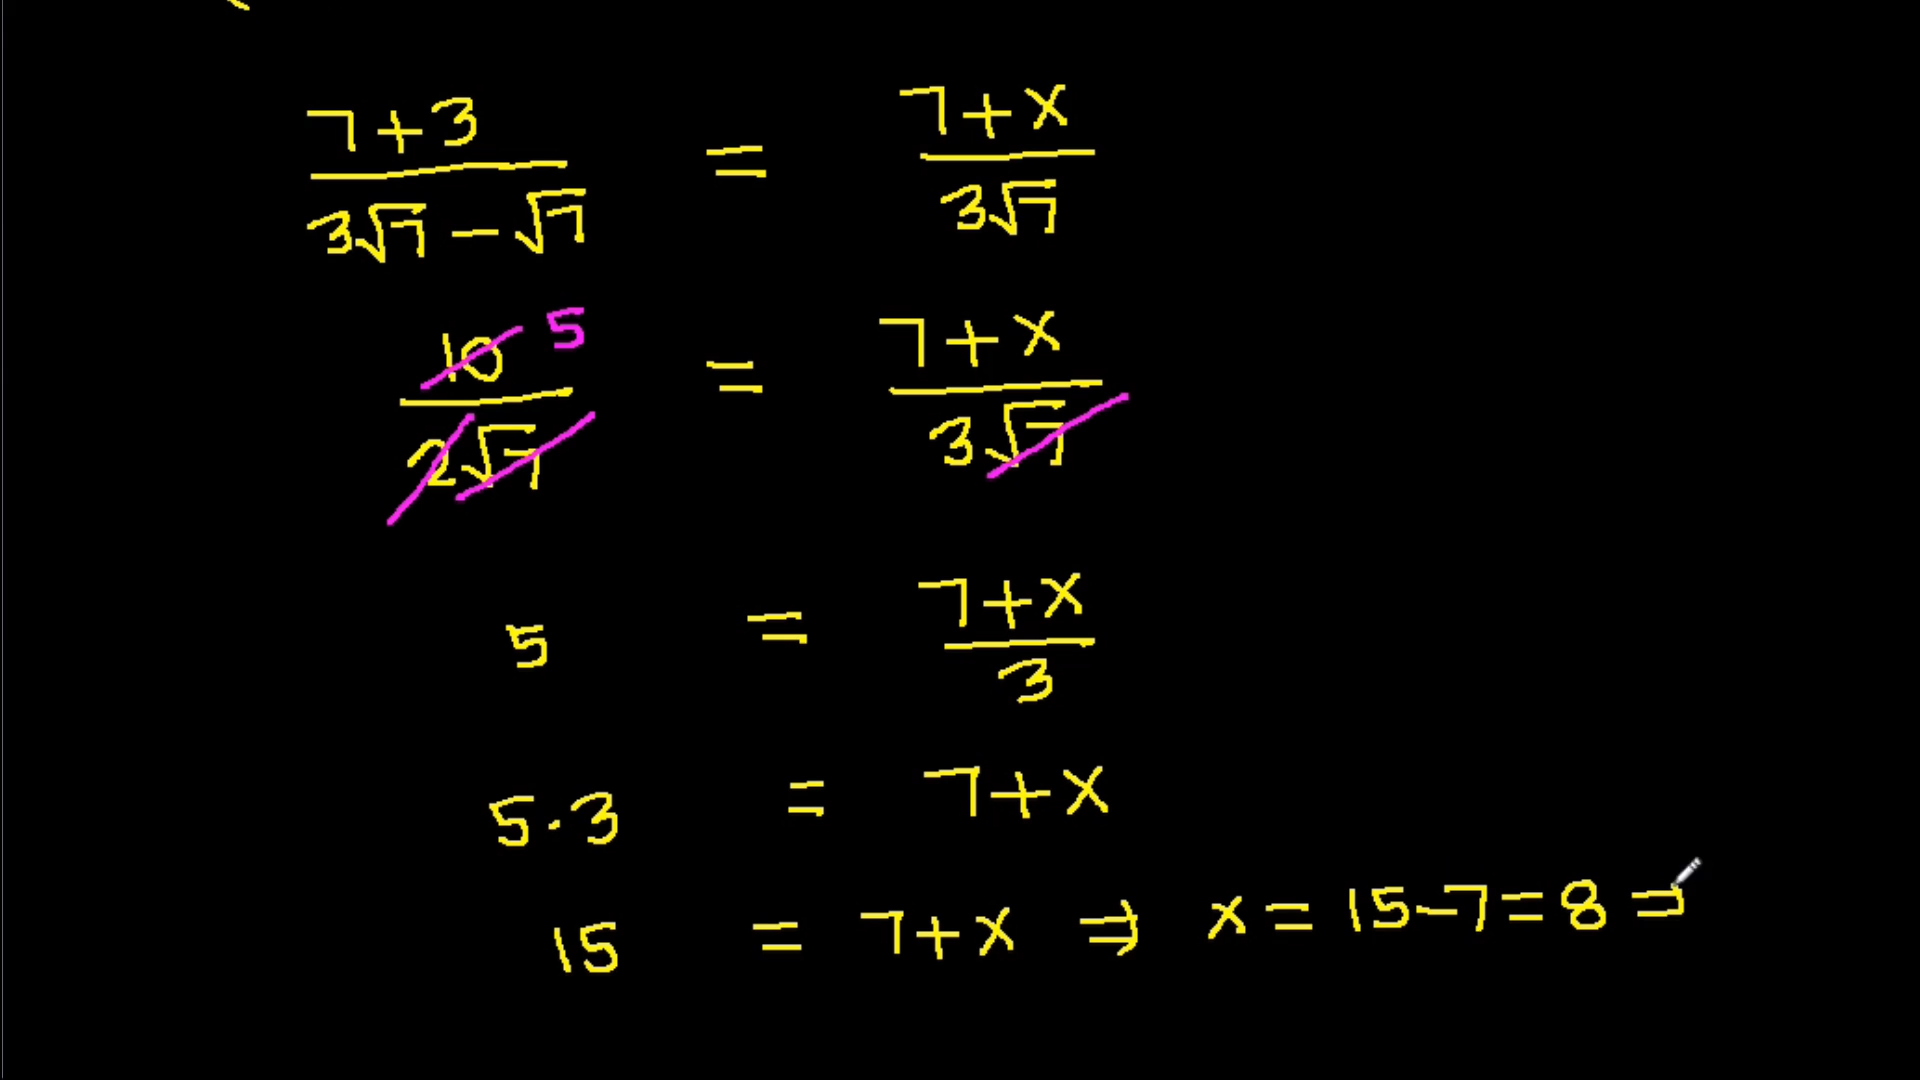 7+3 / 3√7 - √7 = 7+x / 3√7
10 5 / 2√7 = 7+x / 3√7
5 = 7+x / 3
5·3 = 7+x
15 = 7+x ⇒ x = 15-7 = 8 =